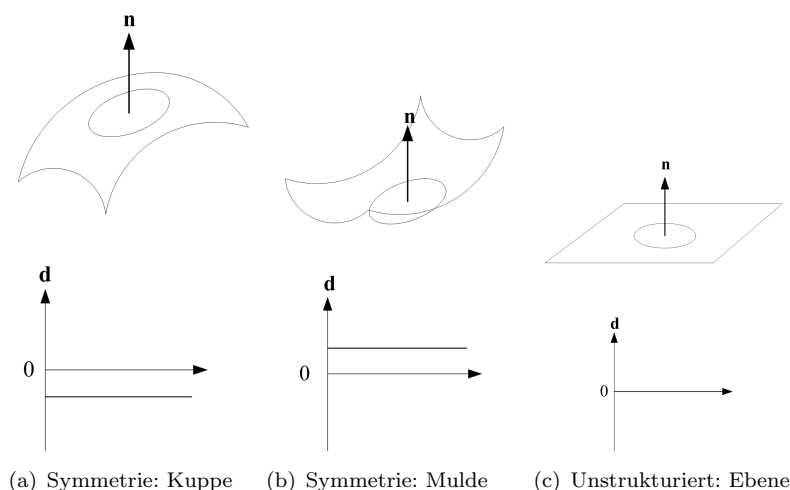 n
n
n
d
0
d
0
d
0
(a) Symmetrie: Kuppe
(b) Symmetrie: Mulde
(c) Unstrukturiert: Ebene